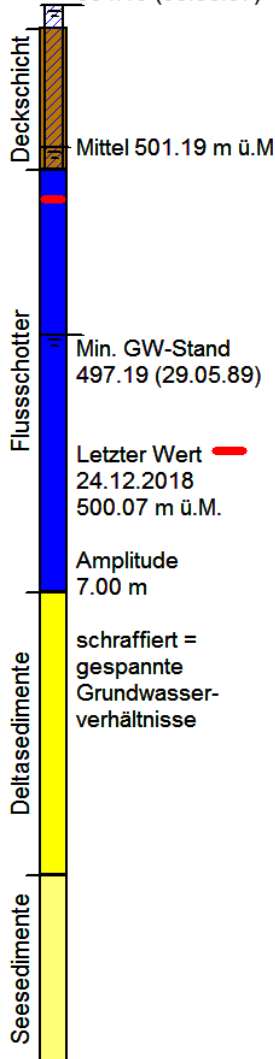 Deckschicht
Mittel 501.19 m ü.M
Flussschotter
Min. GW-Stand
497.19 (29.05.89)
Letzter Wert
24.12.2018
500.07 m ü.M.
Amplitude
7.00 m
schraffiert =
gespannte
Grundwasser-
verhältnisse
Deltasedimente
Seesedimente